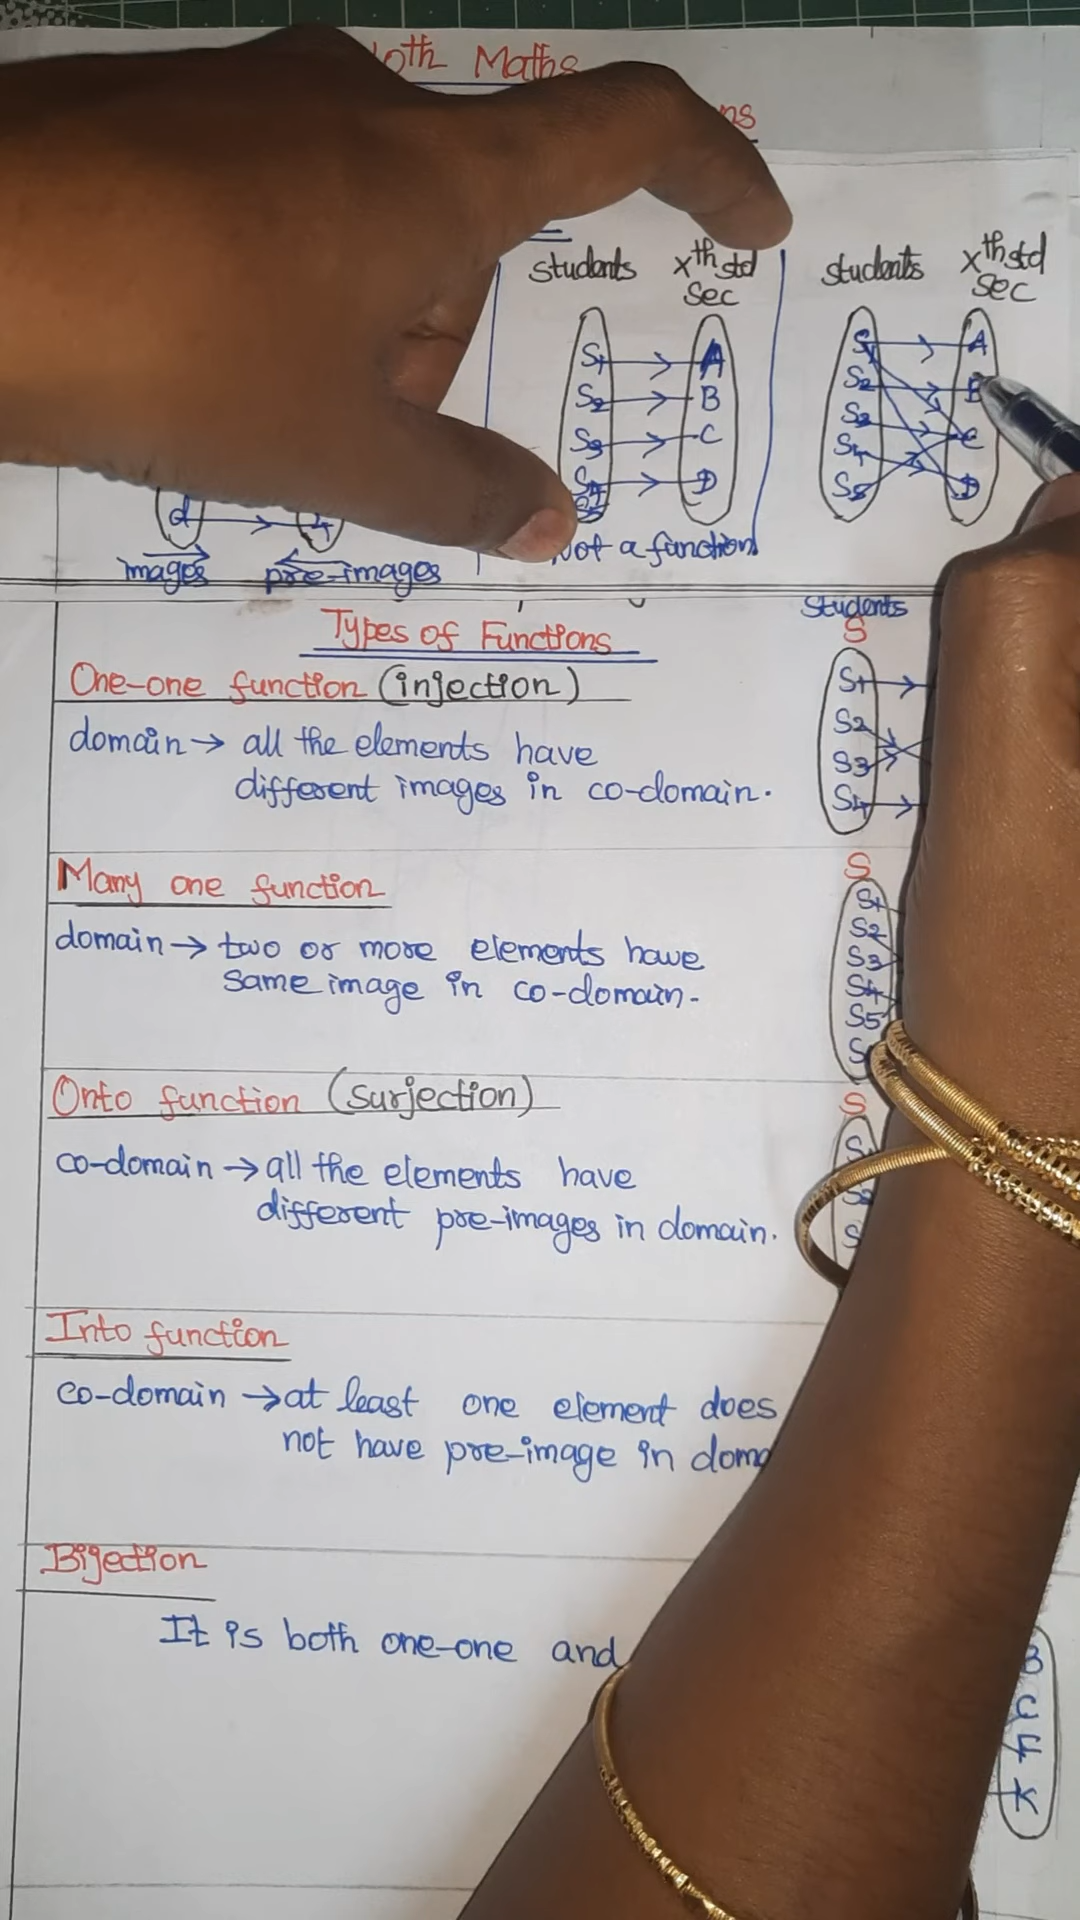 10th Maths
students xth std
sec
S1 A
S2 B
S3 C
S4 D
S5
Not a function
students xth std
sec
S1 A
S2 B
S3 C
S4 D
S5
d 4
images pre-images
Types of Functions
One-one function (injection)
domain → all the elements have
different images in co-domain.
Students
S
S1
S2
S3
S4
Many one function
domain → two or more elements have
same image in co-domain.
S
S1
S2
S3
S4
S5
S
Onto function (surjection)
co-domain → all the elements have
different pre-images in domain.
S
Into function
co-domain → at least one element does
not have pre-image in
Bijection
It is both one-one and
B
C
F
K